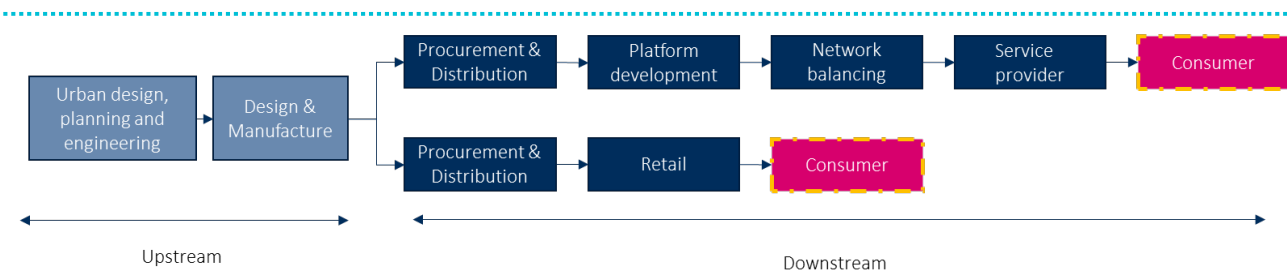 Urban design,
planning and
engineering
Design &
Manufacture
Procurement &
Distribution
Platform
development
Network
balancing
Service
provider
Consumer
Procurement &
Distribution
Retail
Consumer
Upstream
Downstream